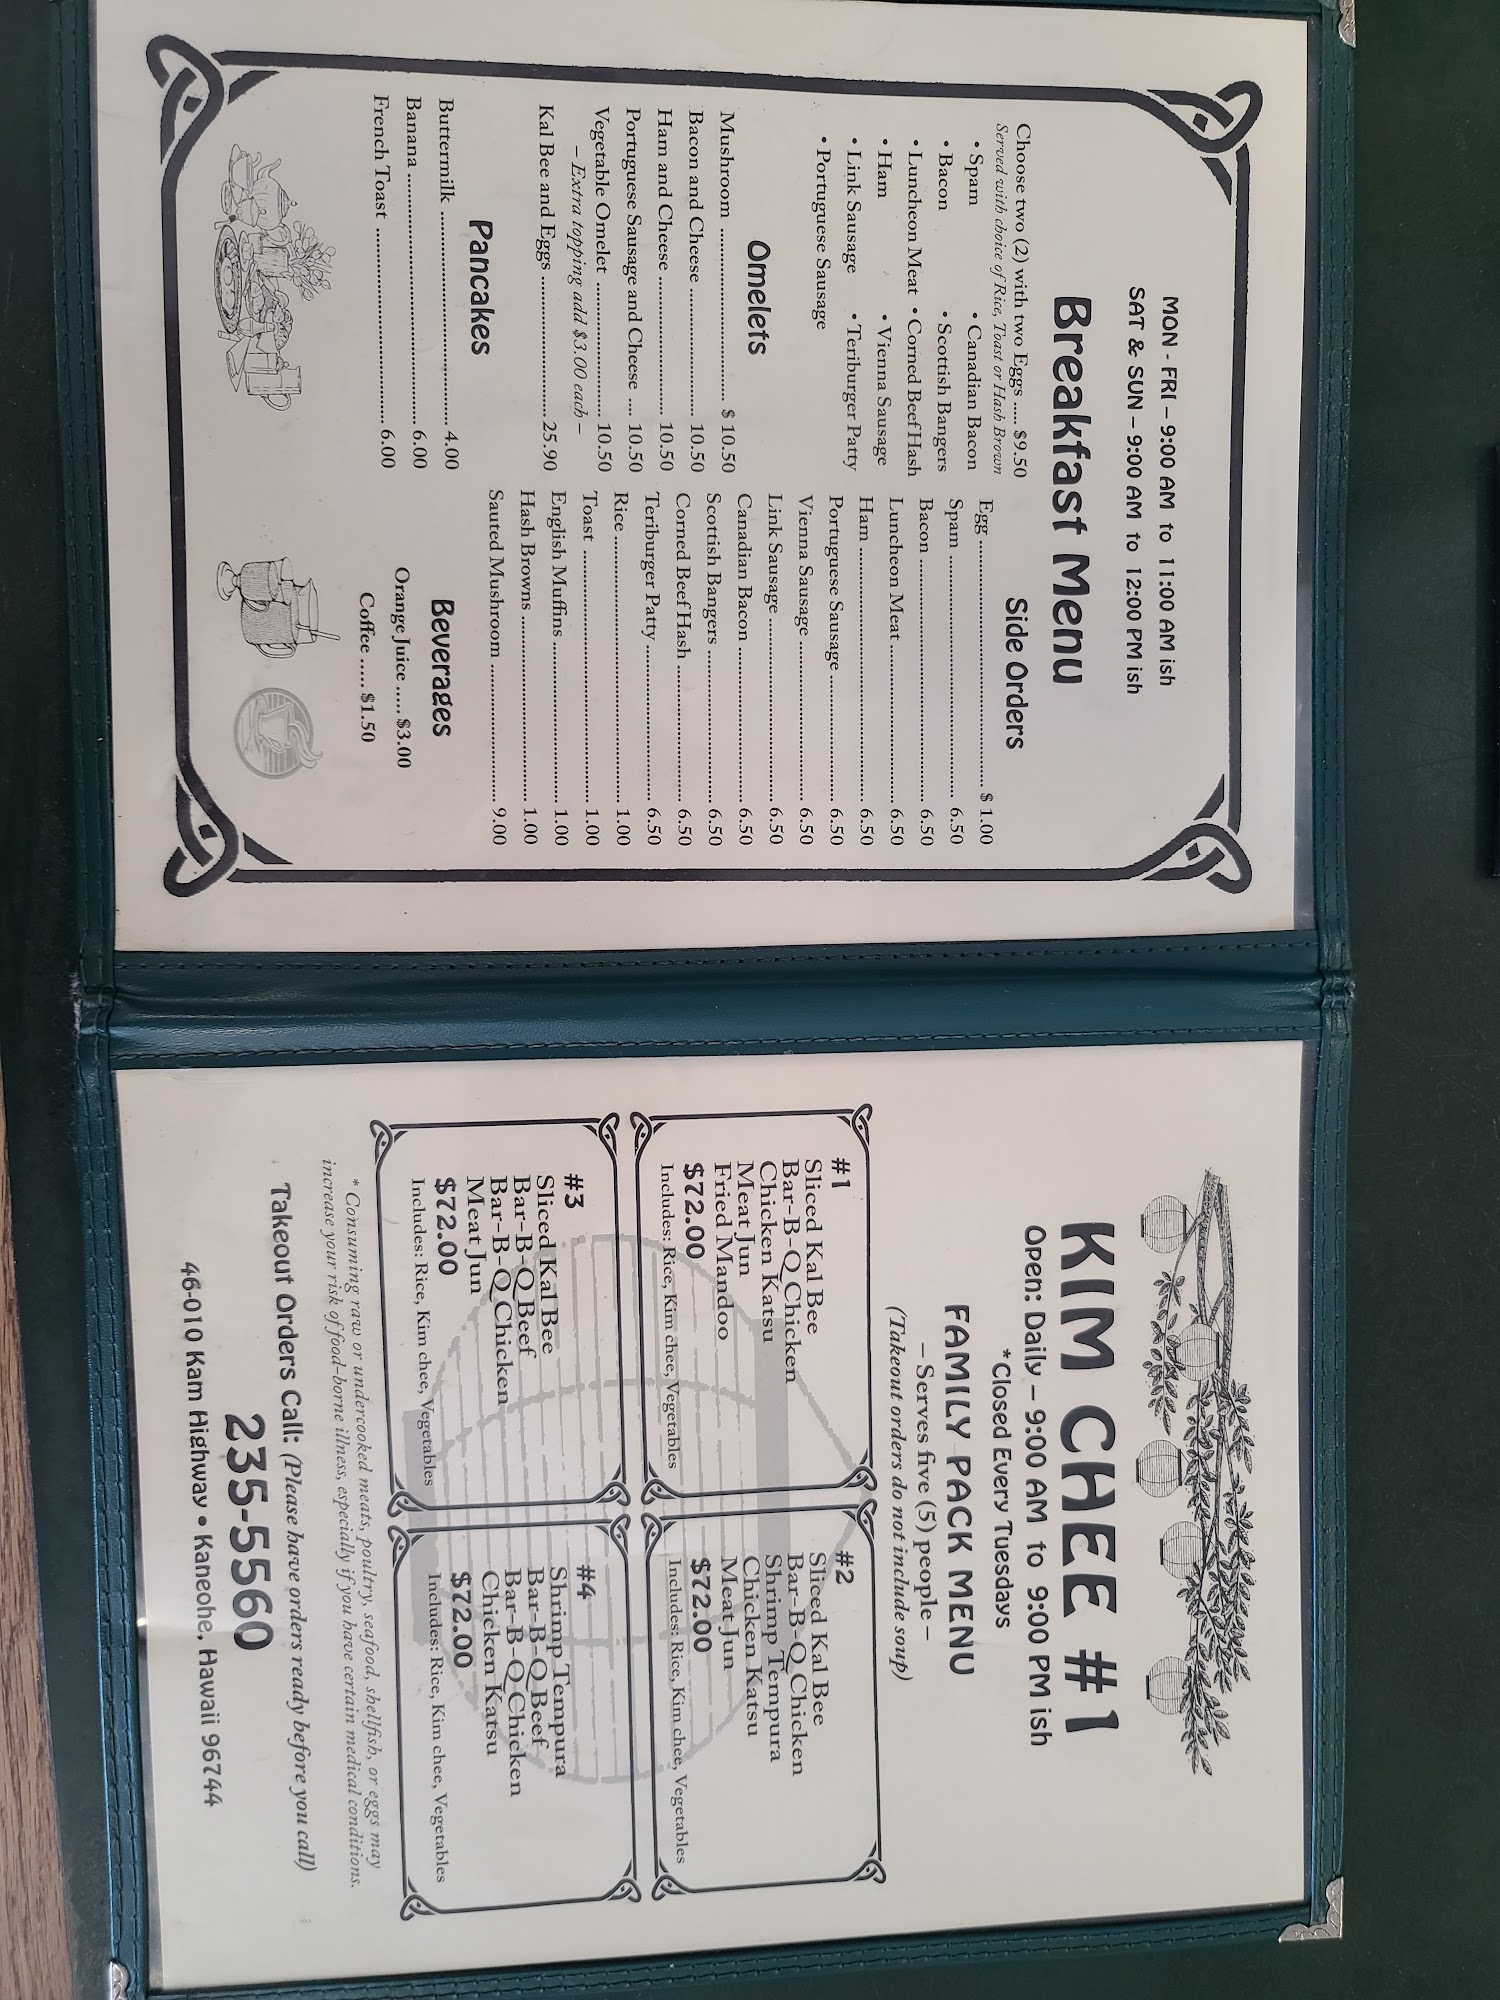 MON - FRI – 9:00 AM to 11:00 AM ish
SAT & SUN – 9:00 AM to 12:00 PM ish
Breakfast Menu
Choose two (2) with two Eggs ..... $9.50
Served with choice of Rice, Toast or Hash Brown
• Spam • Canadian Bacon
• Bacon • Scottish Bangers
• Luncheon Meat • Corned Beef Hash
• Ham • Vienna Sausage
• Link Sausage • Teriburger Patty
• Portuguese Sausage
Omelets
Mushroom ........ $ 10.50
Bacon and Cheese ........ 10.50
Ham and Cheese ........ 10.50
Portuguese Sausage and Cheese .... 10.50
Vegetable Omelet ........ 10.50
– Extra topping add $3.00 each –
Kal Bee and Eggs ........ 25.90
Pancakes
Buttermilk ........ 4.00
Banana ........ 6.00
French Toast ........ 6.00
Side Orders
Egg ........ $ 1.00
Spam ........ 6.50
Bacon ........ 6.50
Luncheon Meat ........ 6.50
Ham ........ 6.50
Portuguese Sausage ........ 6.50
Vienna Sausage ........ 6.50
Link Sausage ........ 6.50
Canadian Bacon ........ 6.50
Scottish Bangers ........ 6.50
Corned Beef Hash ........ 6.50
Teriburger Patty ........ 6.50
Rice ........ 1.00
Toast ........ 1.00
English Muffins ........ 1.00
Hash Browns ........ 1.00
Sauted Mushroom ........ 9.00
Beverages
Orange Juice ..... $3.00
Coffee ..... $1.50
KIM CHEE #1
Open: Daily – 9:00 AM to 9:00 PM ish
*Closed Every Tuesdays
FAMILY PACK MENU
– Serves five (5) people –
(Takeout orders do not include soup)
#1
Sliced Kal Bee
Bar-B-Q Chicken
Chicken Katsu
Meat Jun
Fried Mandoo
$72.00
Includes: Rice, Kim chee, Vegetables
#2
Sliced Kal Bee
Bar-B-Q Chicken
Shrimp Tempura
Chicken Katsu
Meat Jun
$72.00
Includes: Rice, Kim chee, Vegetables
#3
Sliced Kal Bee
Bar-B-Q Beef
Bar-B-Q Chicken
Meat Jun
$72.00
Includes: Rice, Kim chee, Vegetables
#4
Shrimp Tempura
Bar-B-Q Beef
Bar-B-Q Chicken
Chicken Katsu
$72.00
Includes: Rice, Kim chee, Vegetables
* Consuming raw or undercooked meats, poultry, seafood, shellfish, or eggs may
increase your risk of food-borne illness, especially if you have certain medical conditions.
Takeout Orders Call: (Please have orders ready before you call)
235-5560
46-010 Kam Highway • Kaneohe, Hawaii 96744